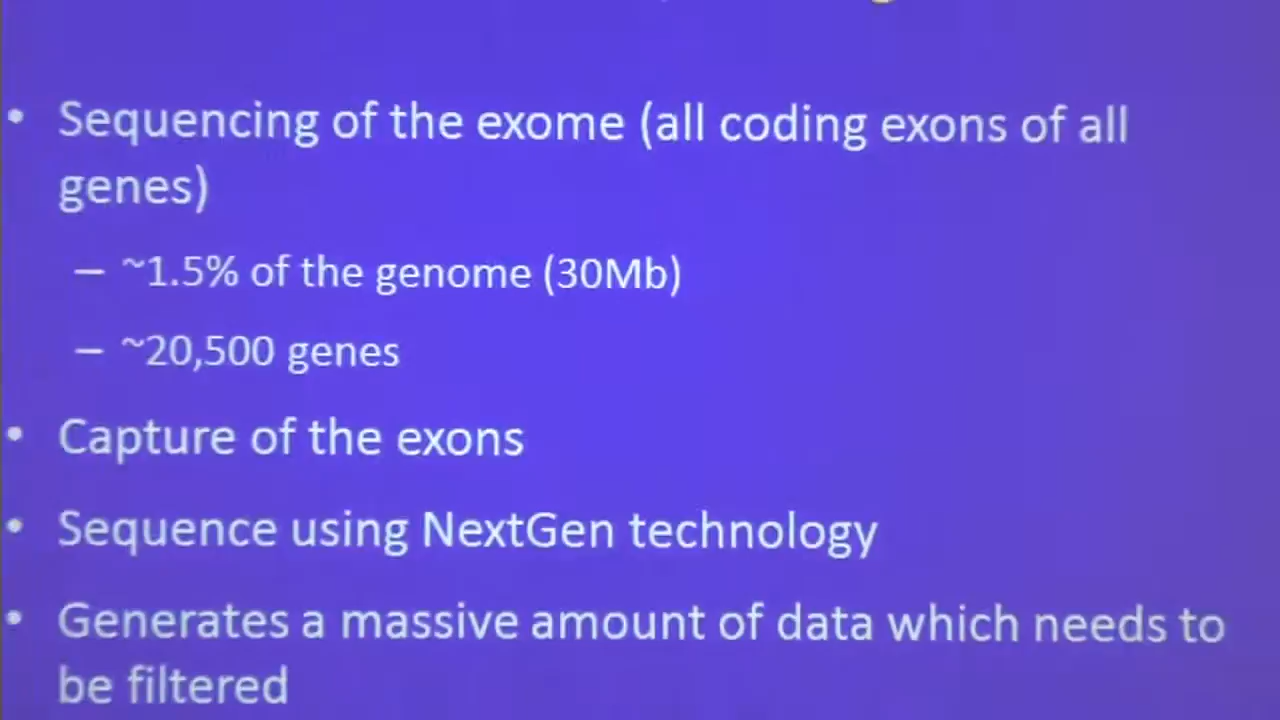 • Sequencing of the exome (all coding exons of all
genes)
– ~1.5% of the genome (30Mb)
– ~20,500 genes
• Capture of the exons
• Sequence using NextGen technology
• Generates a massive amount of data which needs to
be filtered